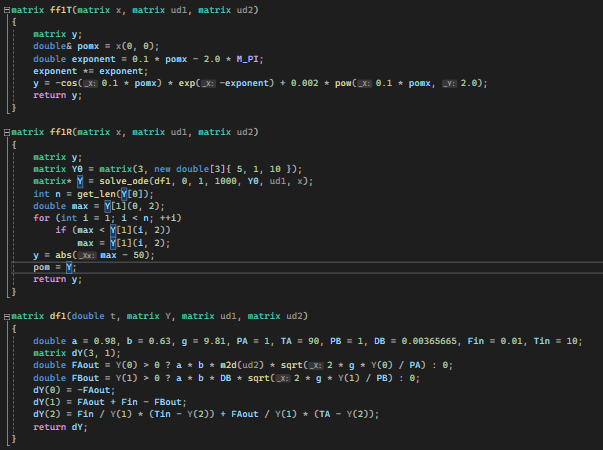 matrix ff1T(matrix x, matrix ud1, matrix ud2)
{
matrix y;
double& pomx = x(0, 0);
double exponent = 0.1 * pomx - 2.0 * M_PI;
exponent *= exponent;
y = -cos(_X: 0.1 * pomx) * exp(_X: -exponent) + 0.002 * pow(_X: 0.1 * pomx, _Y: 2.0);
return y;
}
matrix ff1R(matrix x, matrix ud1, matrix ud2)
{
matrix y;
matrix Y0 = matrix(3, new double[3]{ 5, 1, 10 });
matrix* Y = solve_ode(df1, 0, 1, 1000, Y0, ud1, x);
int n = get_len(Y[0]);
double max = Y[1](0, 2);
for (int i = 1; i < n; ++i)
if (max < Y[1](i, 2))
max = Y[1](i, 2);
y = abs(_Xx: max - 50);
pom = Y;
return y;
}
matrix df1(double t, matrix Y, matrix ud1, matrix ud2)
{
double a = 0.98, b = 0.63, g = 9.81, PA = 1, TA = 90, PB = 1, DB = 0.00365665, Fin = 0.01, Tin = 10;
matrix dY(3, 1);
double FAout = Y(0) > 0 ? a * b * m2d(ud2) * sqrt(_X: 2 * g * Y(0) / PA) : 0;
double FBout = Y(1) > 0 ? a * b * DB * sqrt(_X: 2 * g * Y(1) / PB) : 0;
dY(0) = -FAout;
dY(1) = FAout + Fin - FBout;
dY(2) = Fin / Y(1) * (Tin - Y(2)) + FAout / Y(1) * (TA - Y(2));
return dY;
}